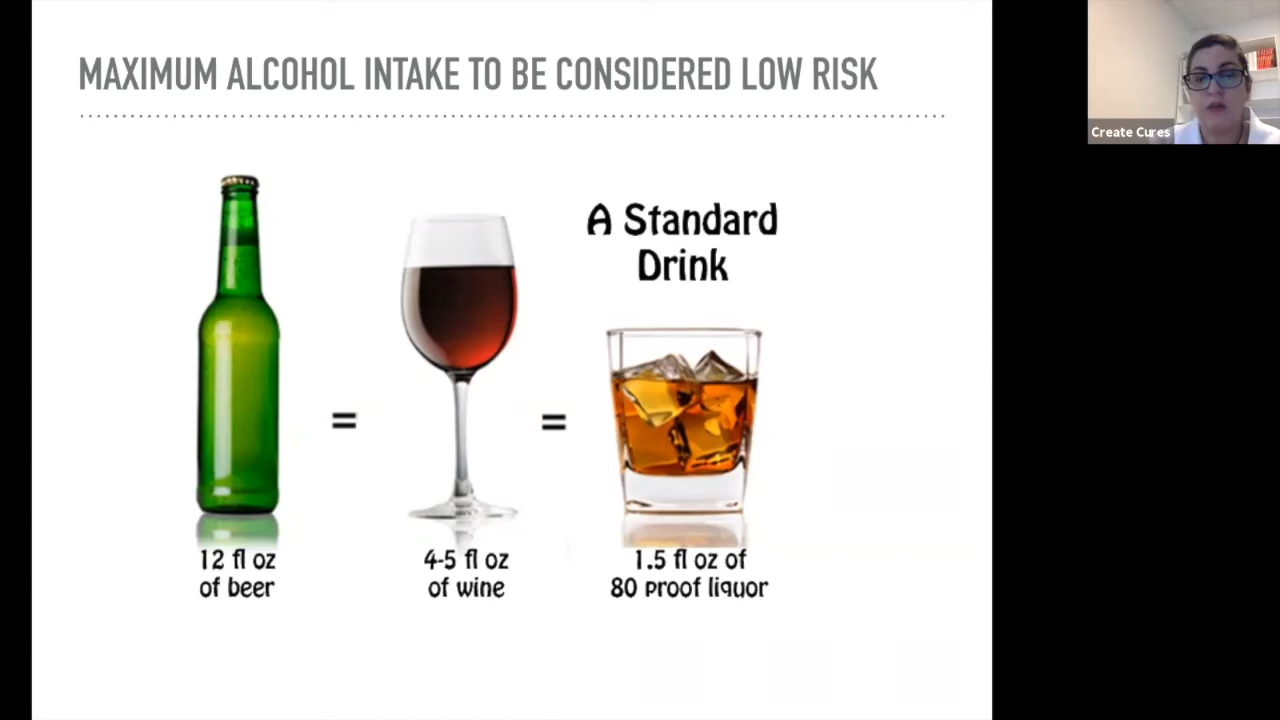 MAXIMUM ALCOHOL INTAKE TO BE CONSIDERED LOW RISK
Create Cures
A Standard
Drink
=
=
12 fl oz
of beer
4-5 fl oz
of wine
1.5 fl oz of
80 proof liquor